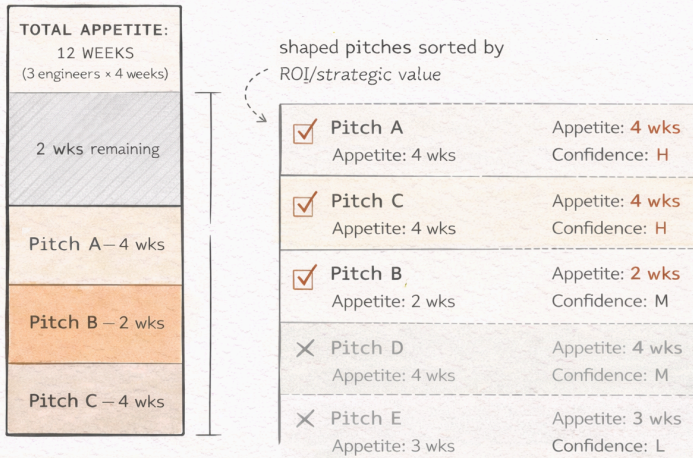 TOTAL APPETITE:
12 WEEKS
(3 engineers × 4 weeks)
2 wks remaining
Pitch A – 4 wks
Pitch B – 2 wks
Pitch C – 4 wks
shaped pitches sorted by
ROI/strategic value
Pitch A
Appetite: 4 wks
Appetite: 4 wks
Confidence: H
Pitch C
Appetite: 4 wks
Appetite: 4 wks
Confidence: H
Pitch B
Appetite: 2 wks
Appetite: 2 wks
Confidence: M
Pitch D
Appetite: 4 wks
Appetite: 4 wks
Confidence: M
Pitch E
Appetite: 3 wks
Appetite: 3 wks
Confidence: L